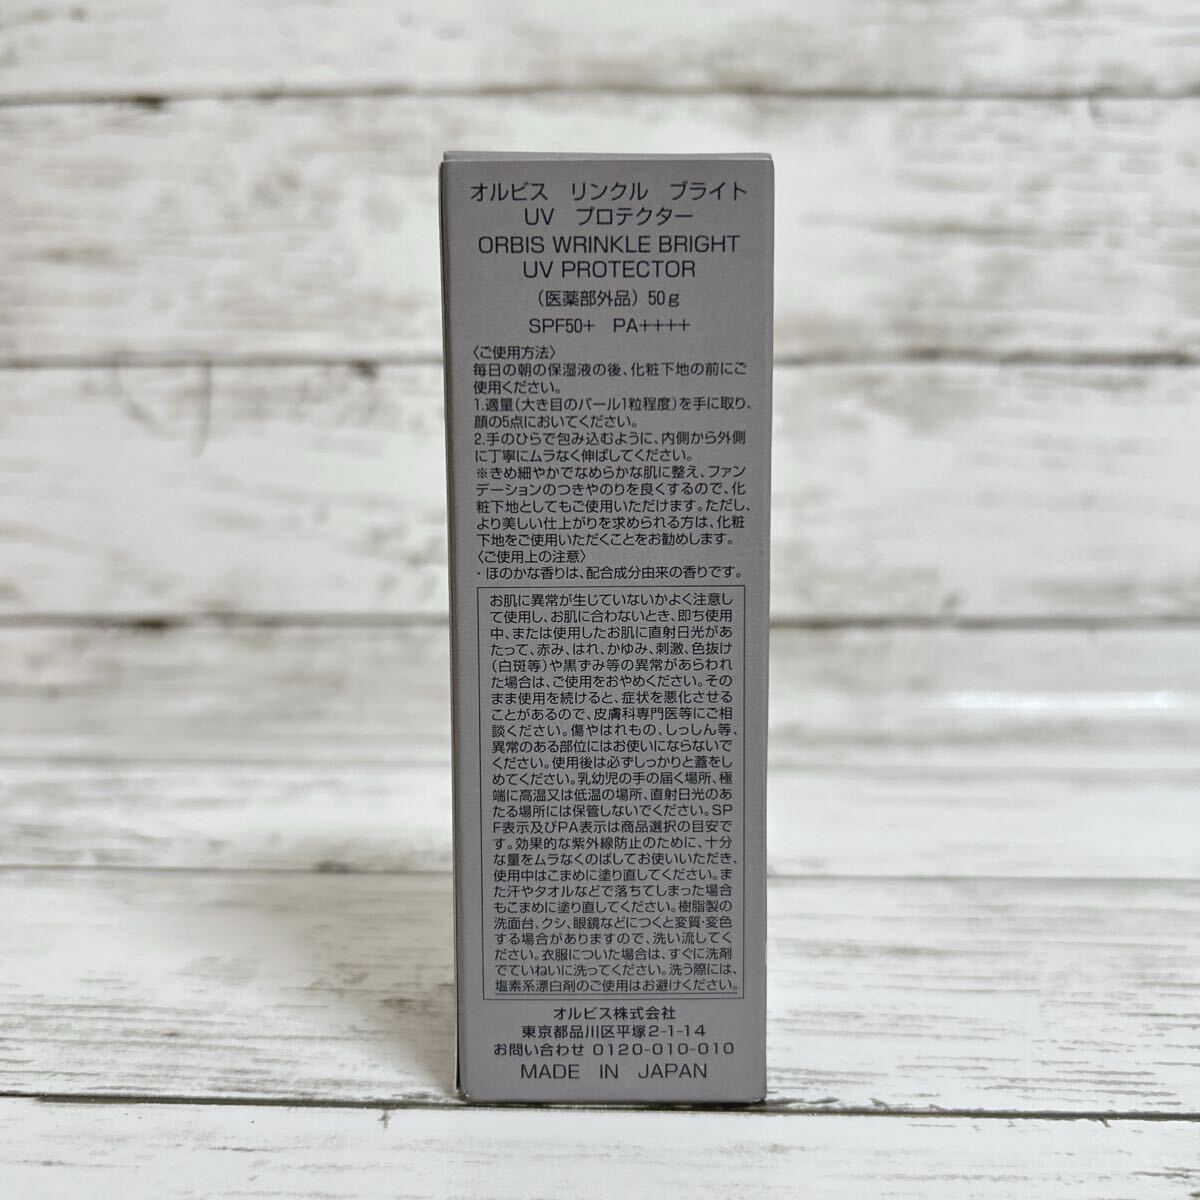 オルビス　リンクル　ブライト
UV　プロテクター
ORBIS WRINKLE BRIGHT
UV PROTECTOR
（医薬部外品）50g
SPF50+　PA++++
〈ご使用方法〉
毎日の朝の保湿液の後、化粧下地の前にご
使用ください。
1.適量（大き目のパール1粒程度）を手に取り、
顔の5点においてください。
2.手のひらで包み込むように、内側から外側
に丁寧にムラなく伸ばしてください。
※きめ細やかでなめらかな肌に整え、ファン
デーションのつきやのりを良くするので、化
粧下地としてもご使用いただけます。ただし、
より美しい仕上がりを求められる方は、化粧
下地をご使用いただくことをお勧めします。
〈ご使用上の注意〉
・ほのかな香りは、配合成分由来の香りです。
お肌に異常が生じていないかよく注意し
て使用し、お肌に合わないとき、即ち使用
中、または使用したお肌に直射日光があ
たって、赤み、はれ、かゆみ、刺激、色抜け
（白斑等）や黒ずみ等の異常があらわれ
た場合は、ご使用をおやめください。その
まま使用を続けると、症状を悪化させる
ことがあるので、皮膚科専門医等にご相
談ください。傷やはれもの、しっしん等、
異常のある部位にはお使いにならないで
ください。使用後は必ずしっかりと蓋をし
めてください。乳幼児の手の届く場所、極
端に高温又は低温の場所、直射日光のあ
たる場所には保管しないでください。SP
F表示及びPA表示は商品選択の目安で
す。効果的な紫外線防止のために、十分
な量をムラなくのばしてお使いいただき、
使用中はこまめに塗り直してください。ま
た汗やタオルなどで落ちてしまった場合
もこまめに塗り直してください。樹脂製の
洗面台、クシ、眼鏡などにつくと変質・変色
する場合がありますので、洗い流してく
ださい。衣服についた場合は、すぐに洗剤
でていねいに洗ってください。洗う際には、
塩素系漂白剤のご使用はお避けください。
オルビス株式会社
東京都品川区平塚2-1-14
お問い合わせ 0120-010-010
MADE IN JAPAN